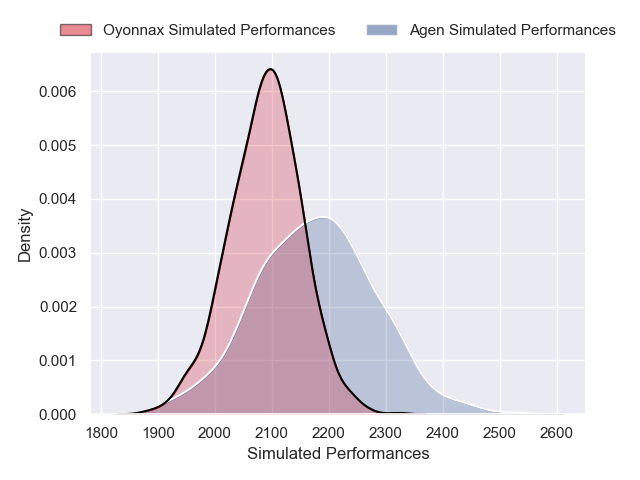 Oyonnax Simulated Performances
Agen Simulated Performances
0.006
0.005
0.004
0.003
0.002
0.001
0.000
Density
1800 1900 2000 2100 2200 2300 2400 2500 2600
Simulated Performances